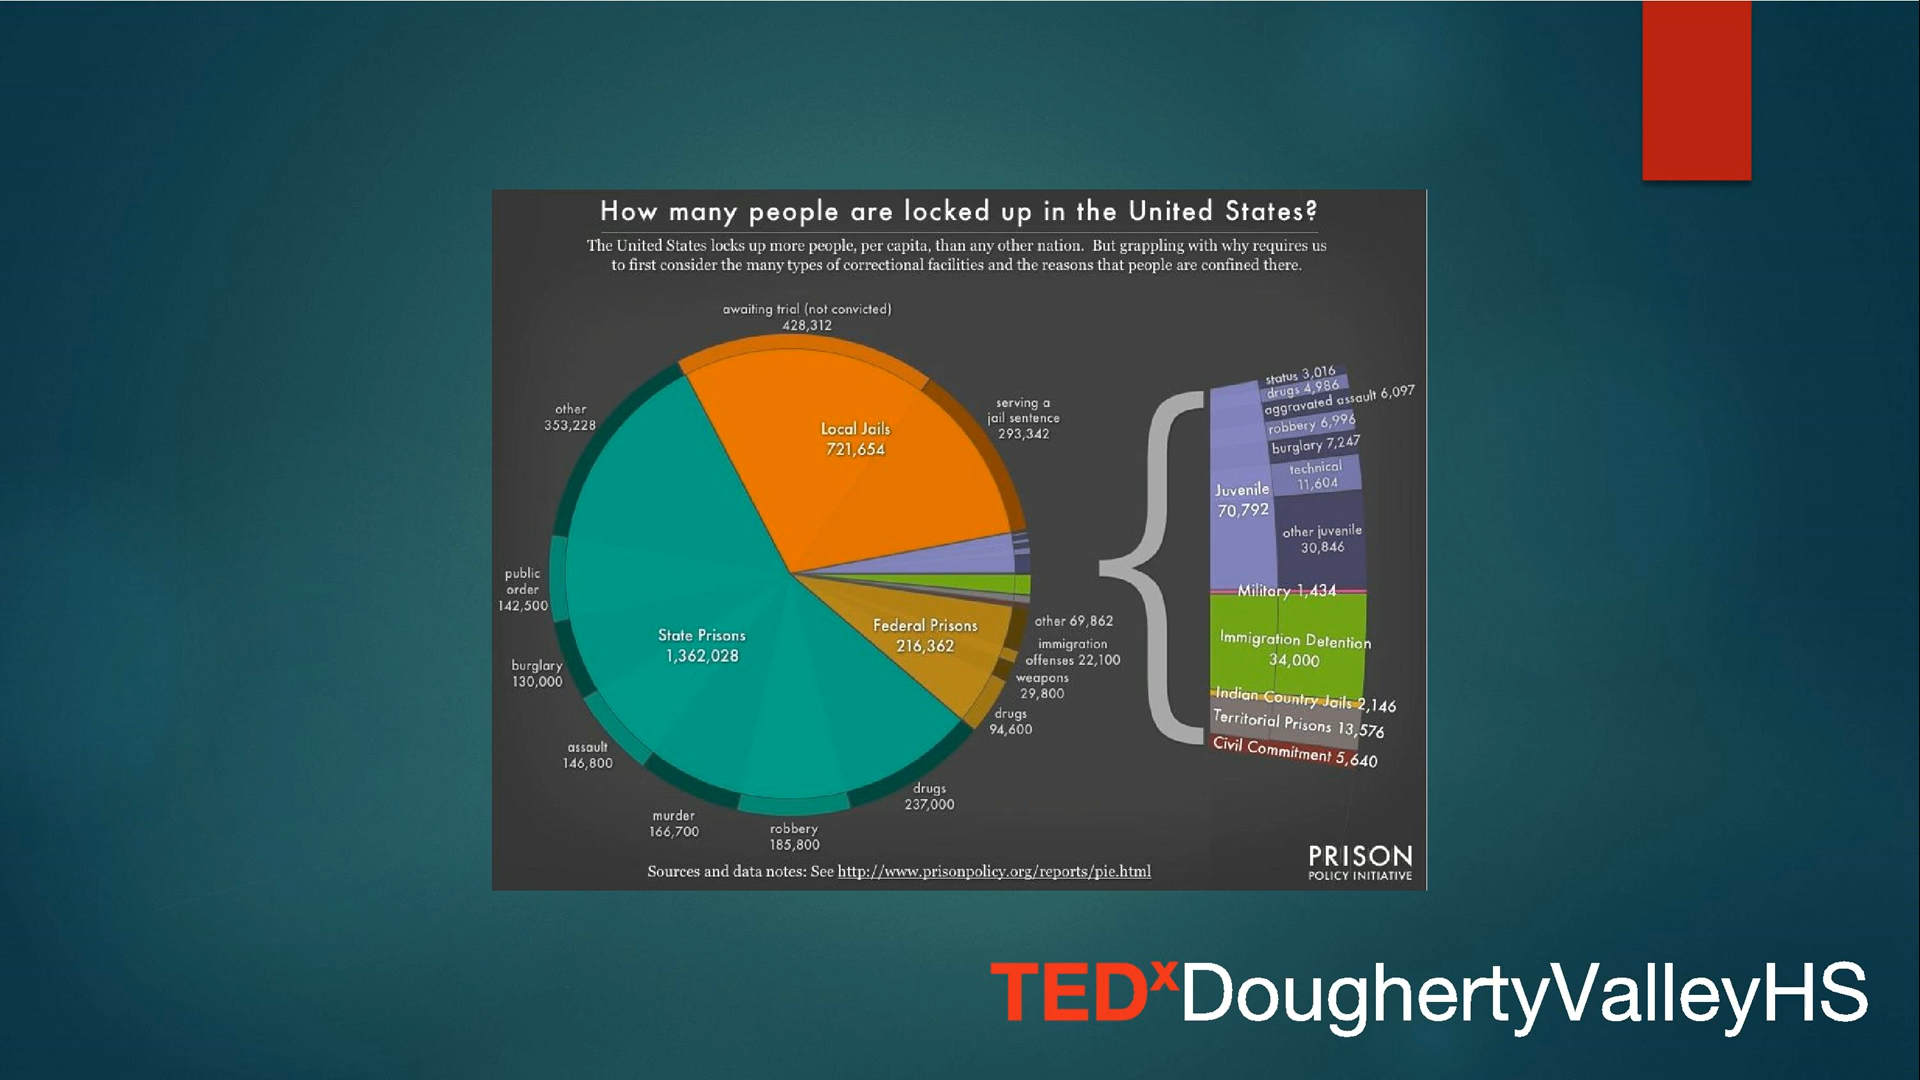 How many people are locked up in the United States?
The United States locks up more people, per capita, than any other nation. But grappling with why requires us
to first consider the many types of correctional facilities and the reasons that people are confined there.
awaiting trial (not convicted)
428,312
other
353,228
Local Jails
721,654
serving a
jail sentence
293,342
public
order
142,500
State Prisons
1,362,028
Federal Prisons
216,362
other 69,862
immigration
offenses 22,100
weapons
29,800
drugs
94,600
burglary
130,000
assault
146,800
murder
166,700
robbery
185,800
drugs
237,000
status 3,016
drugs 4,986
aggravated assault 6,097
robbery 6,996
burglary 7,247
technical
11,604
Juvenile
70,792
other juvenile
30,846
Military 1,434
Immigration Detention
34,000
Indian Country Jails 2,146
Territorial Prisons 13,576
Civil Commitment 5,640
Sources and data notes: See http://www.prisonpolicy.org/reports/pie.html
PRISON
POLICY INITIATIVE
TEDxDoughertyValleyHS